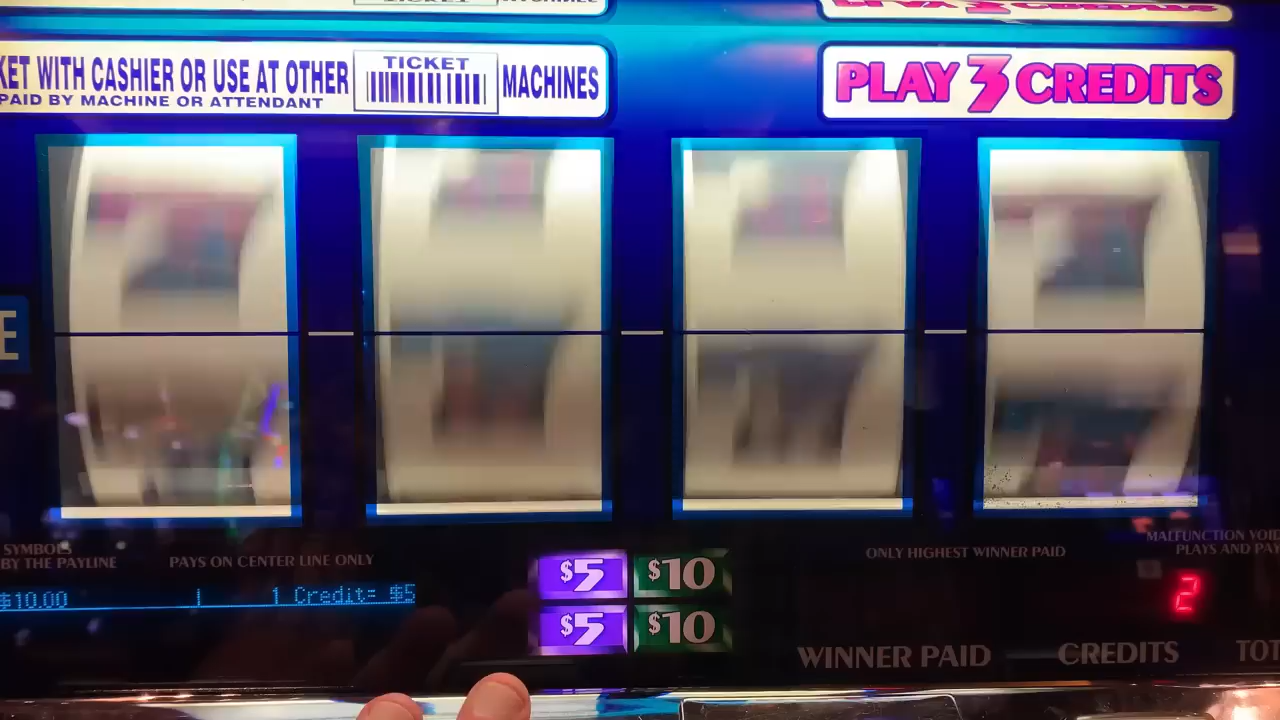 KET WITH CASHIER OR USE AT OTHER
PAID BY MACHINE OR ATTENDANT
TICKET
MACHINES
PLAY 3 CREDITS
E
SYMBOLS
BY THE PAYLINE
PAYS ON CENTER LINE ONLY
$10.00 1 1 Credit= $5
$5 $10
$5 $10
ONLY HIGHEST WINNER PAID
MALFUNCTION VOID
PLAYS AND PAY
2
WINNER PAID
CREDITS
TOT